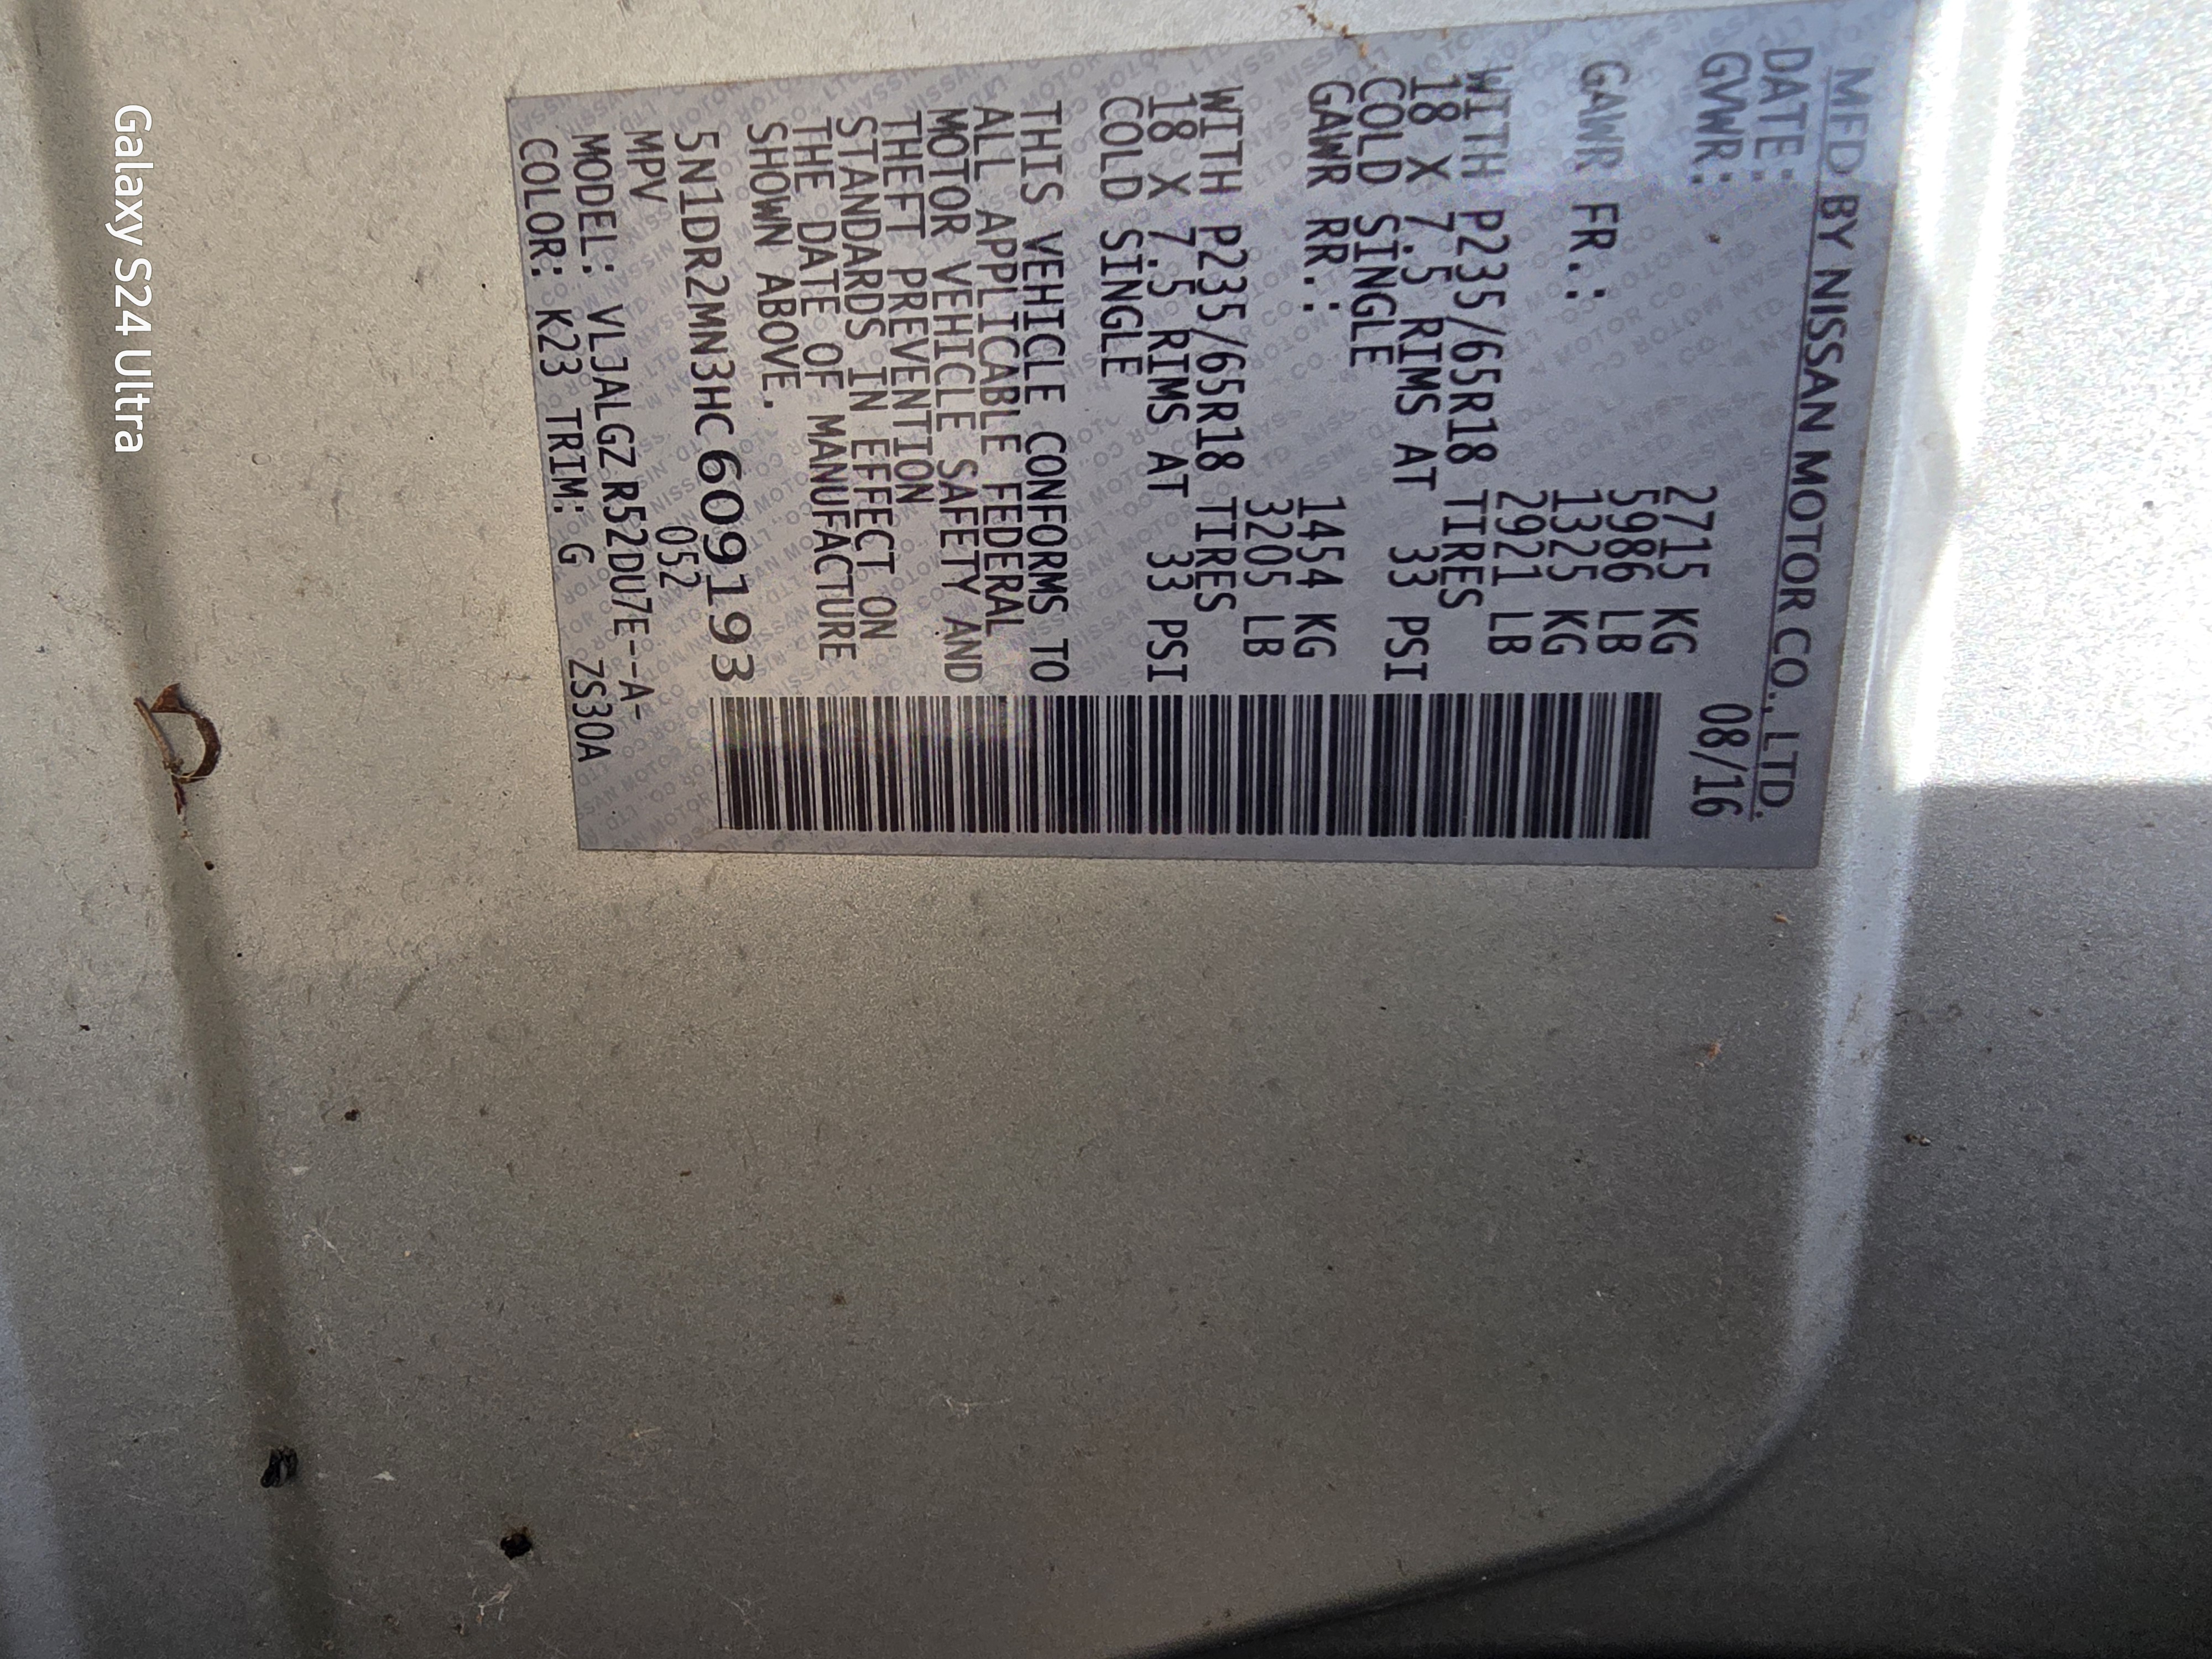 MFD BY NISSAN MOTOR CO., LTD.
DATE: 08/16
GVWR: 2715 KG
5986 LB
GAWR FR.: 1325 KG
2921 LB
WITH P235/65R18 TIRES
18 X 7.5 RIMS AT 33 PSI
COLD SINGLE
GAWR RR.: 1454 KG
3205 LB
WITH P235/65R18 TIRES
18 X 7.5 RIMS AT 33 PSI
COLD SINGLE
THIS VEHICLE CONFORMS TO
ALL APPLICABLE FEDERAL
MOTOR VEHICLE SAFETY AND
THEFT PREVENTION
STANDARDS IN EFFECT ON
THE DATE OF MANUFACTURE
SHOWN ABOVE.
5N1DR2MN3HC609193
MPV 052
MODEL: VLJALGZ R52DU7E--A-
COLOR: K23 TRIM: G ZS30A
Galaxy S24 Ultra